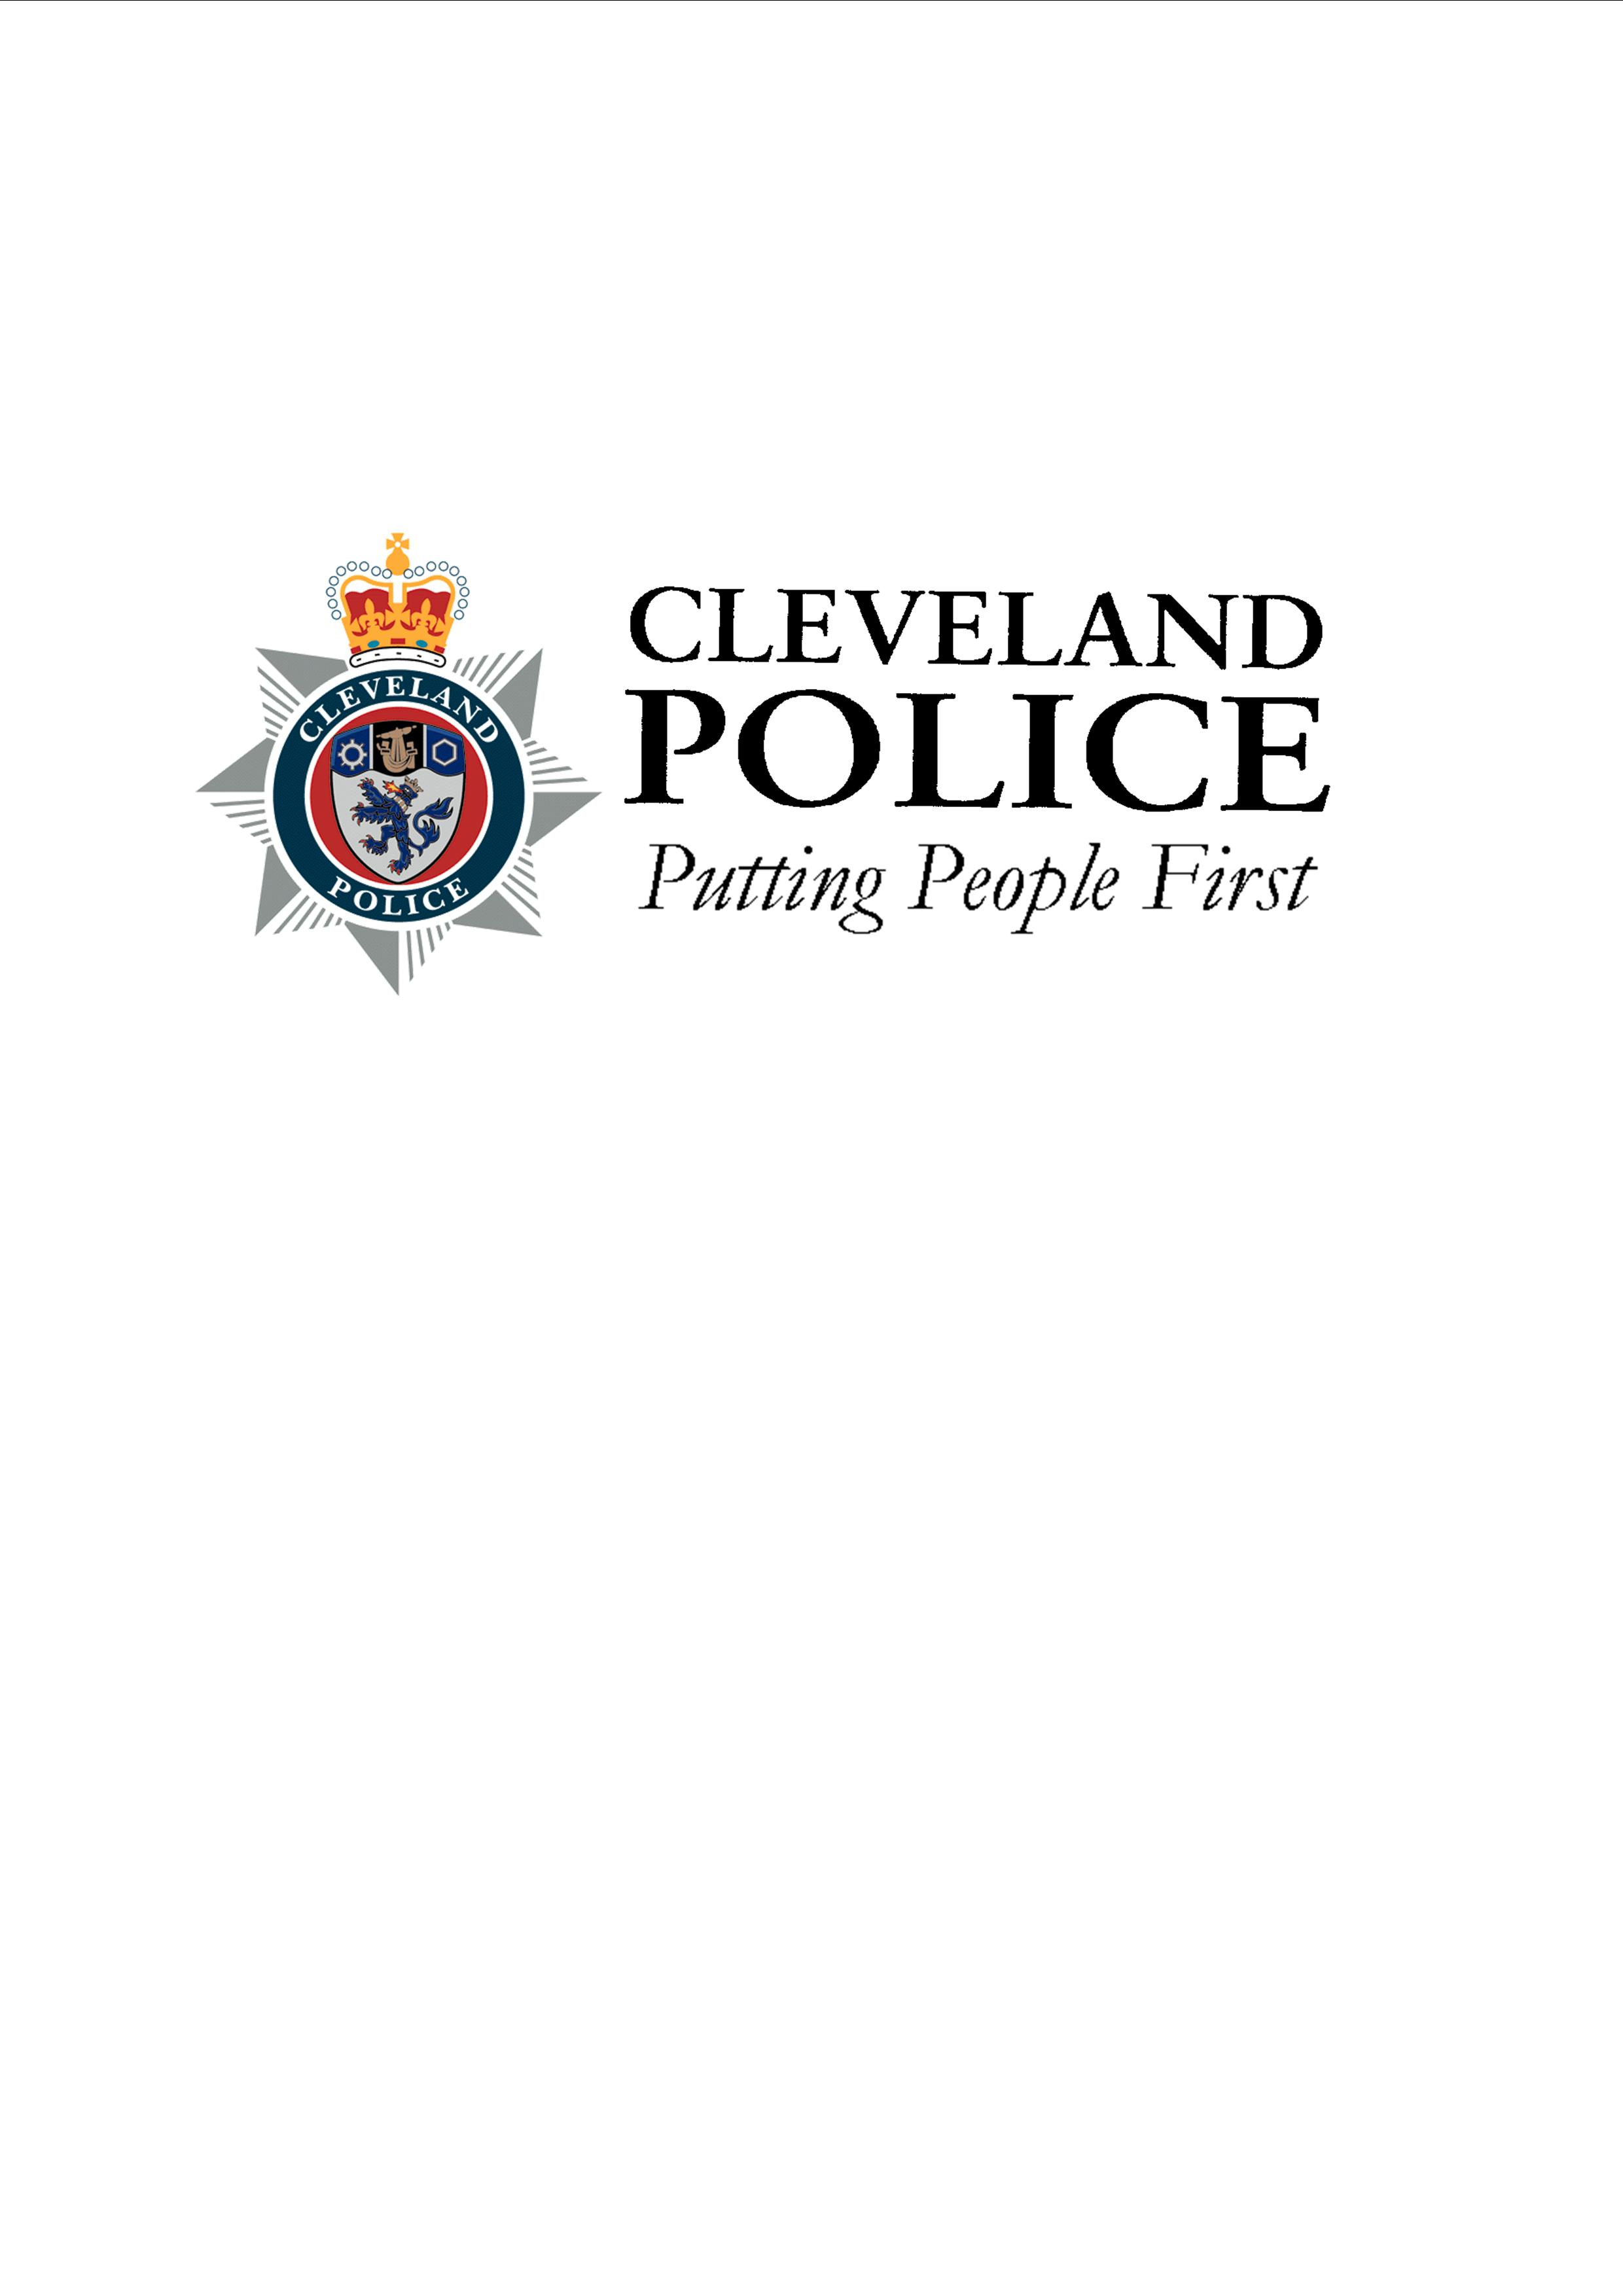 CLEVELAND
POLICE
CLEVELAND
POLICE
Putting People First